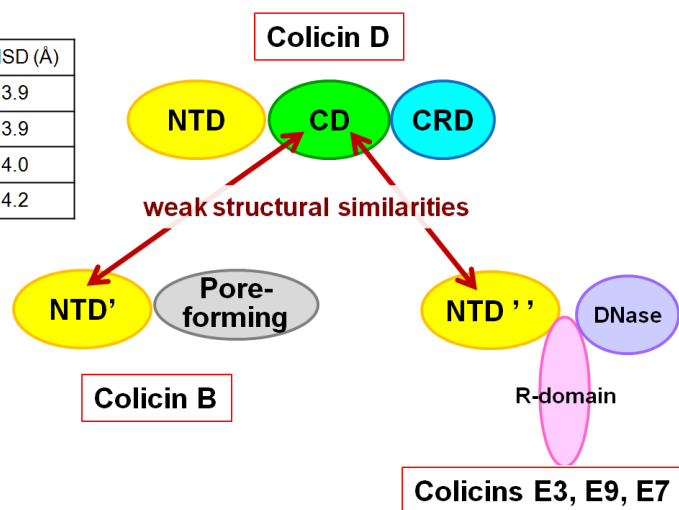 Colicin D
SD (Å)
3.9
3.9
4.0
4.2
NTD
CD
CRD
weak structural similarities
NTD’
Pore-
forming
NTD ’ ’
DNase
R-domain
Colicin B
Colicins E3, E9, E7